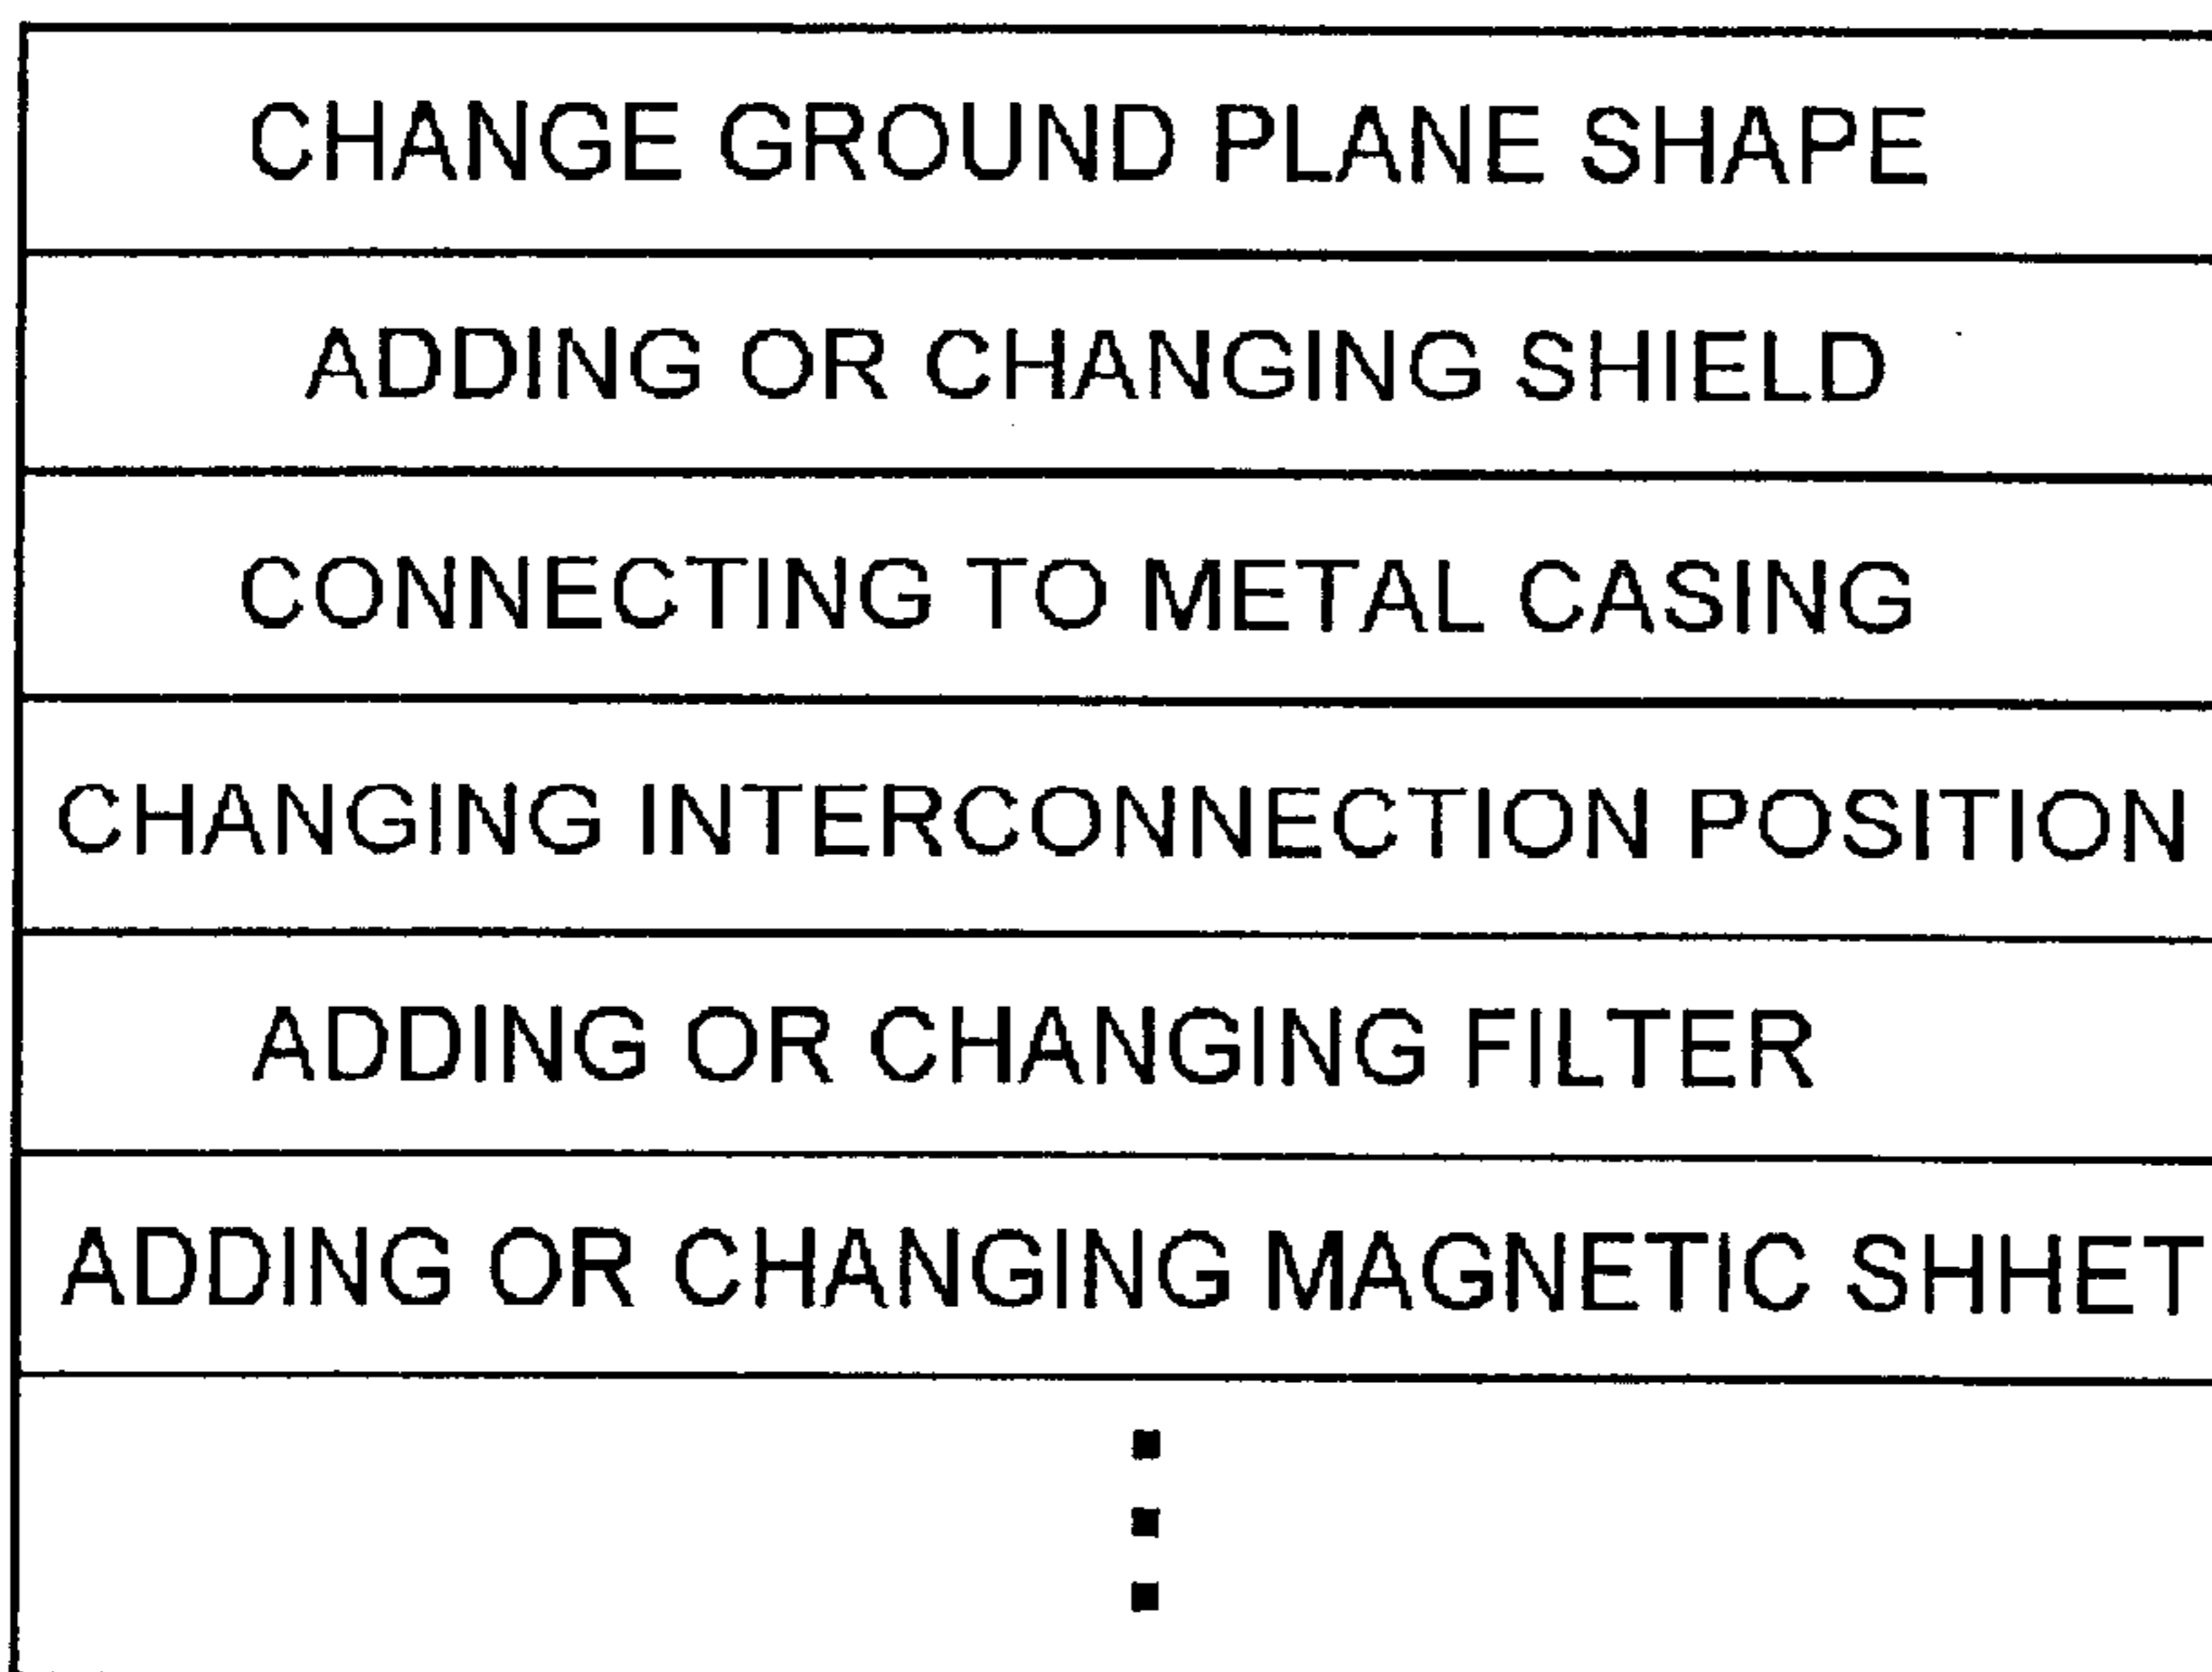 CHANGE GROUND PLANE SHAPE
ADDING OR CHANGING SHIELD
CONNECTING TO METAL CASING
CHANGING INTERCONNECTION POSITION
ADDING OR CHANGING FILTER
ADDING OR CHANGING MAGNETIC SHHET